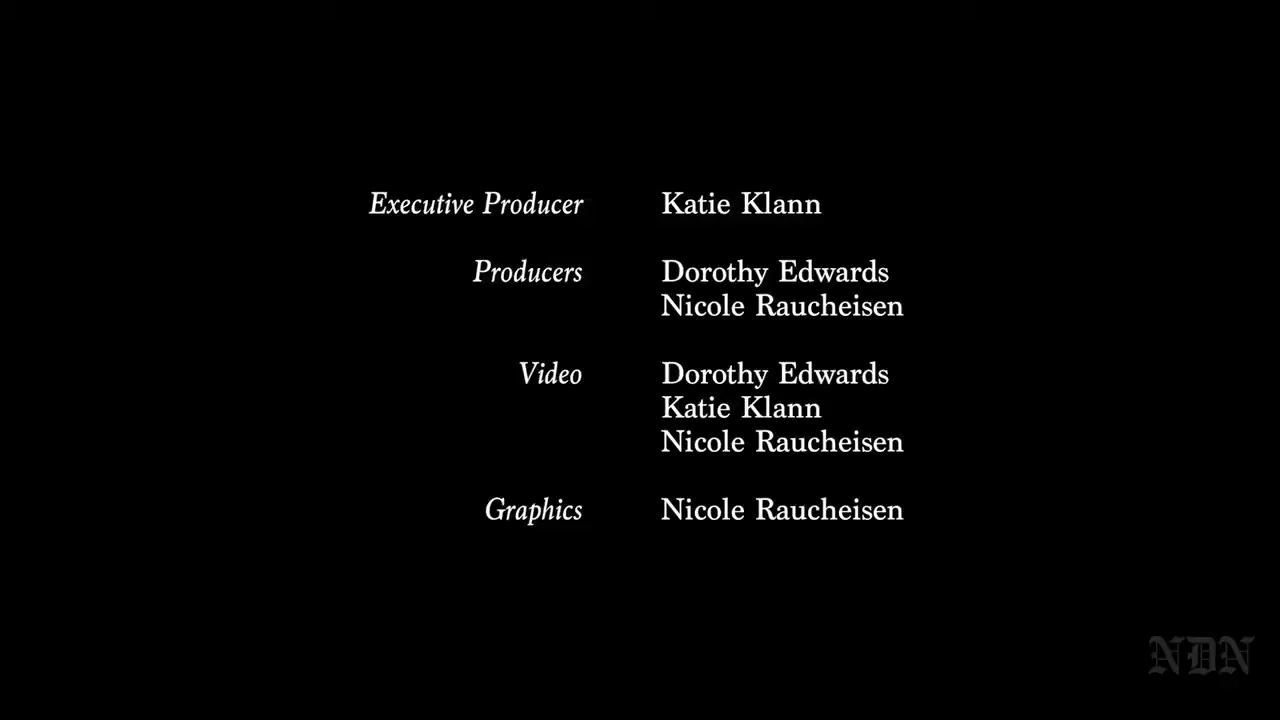 Executive Producer Katie Klann
Producers Dorothy Edwards
Nicole Raucheisen
Video Dorothy Edwards
Katie Klann
Nicole Raucheisen
Graphics Nicole Raucheisen
NDN